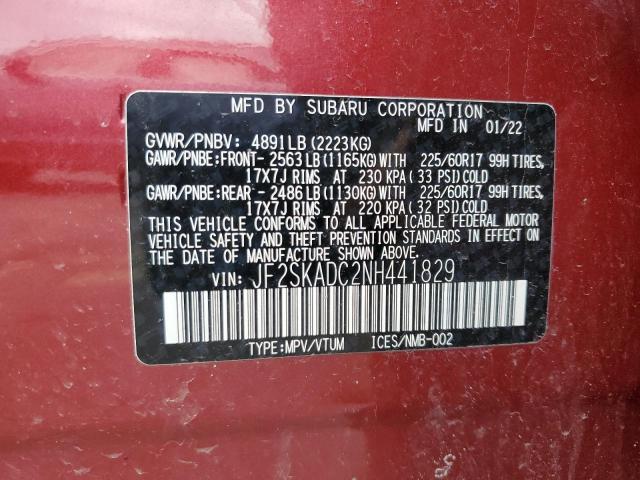 MFD BY SUBARU CORPORATION
MFD IN 01/22
GVWR/PNBV: 4891LB(2223KG)
GAWR/PNBE:FRONT- 2563LB(1165KG)WITH 225/60R17 99H TIRES,
17X7J RIMS AT 230 KPA( 33 PSI)COLD
GAWR/PNBE:REAR - 2486LB(1130KG)WITH 225/60R17 99H TIRES,
17X7J RIMS AT 220 KPA( 32 PSI)COLD
THIS VEHICLE CONFORMS TO ALL APPLICABLE FEDERAL MOTOR
VEHICLE SAFETY AND THEFT PREVENTION STANDARDS IN EFFECT ON
THE DATE OF MANUFACTURE SHOWN ABOVE.
VIN: JF2SKADC2NH441829
TYPE:MPV/VTUM ICES/NMB-002